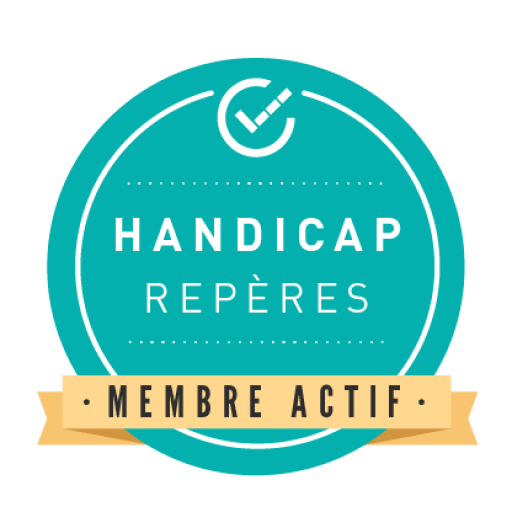 HANDICAP
REPÈRES
· MEMBRE ACTIF ·